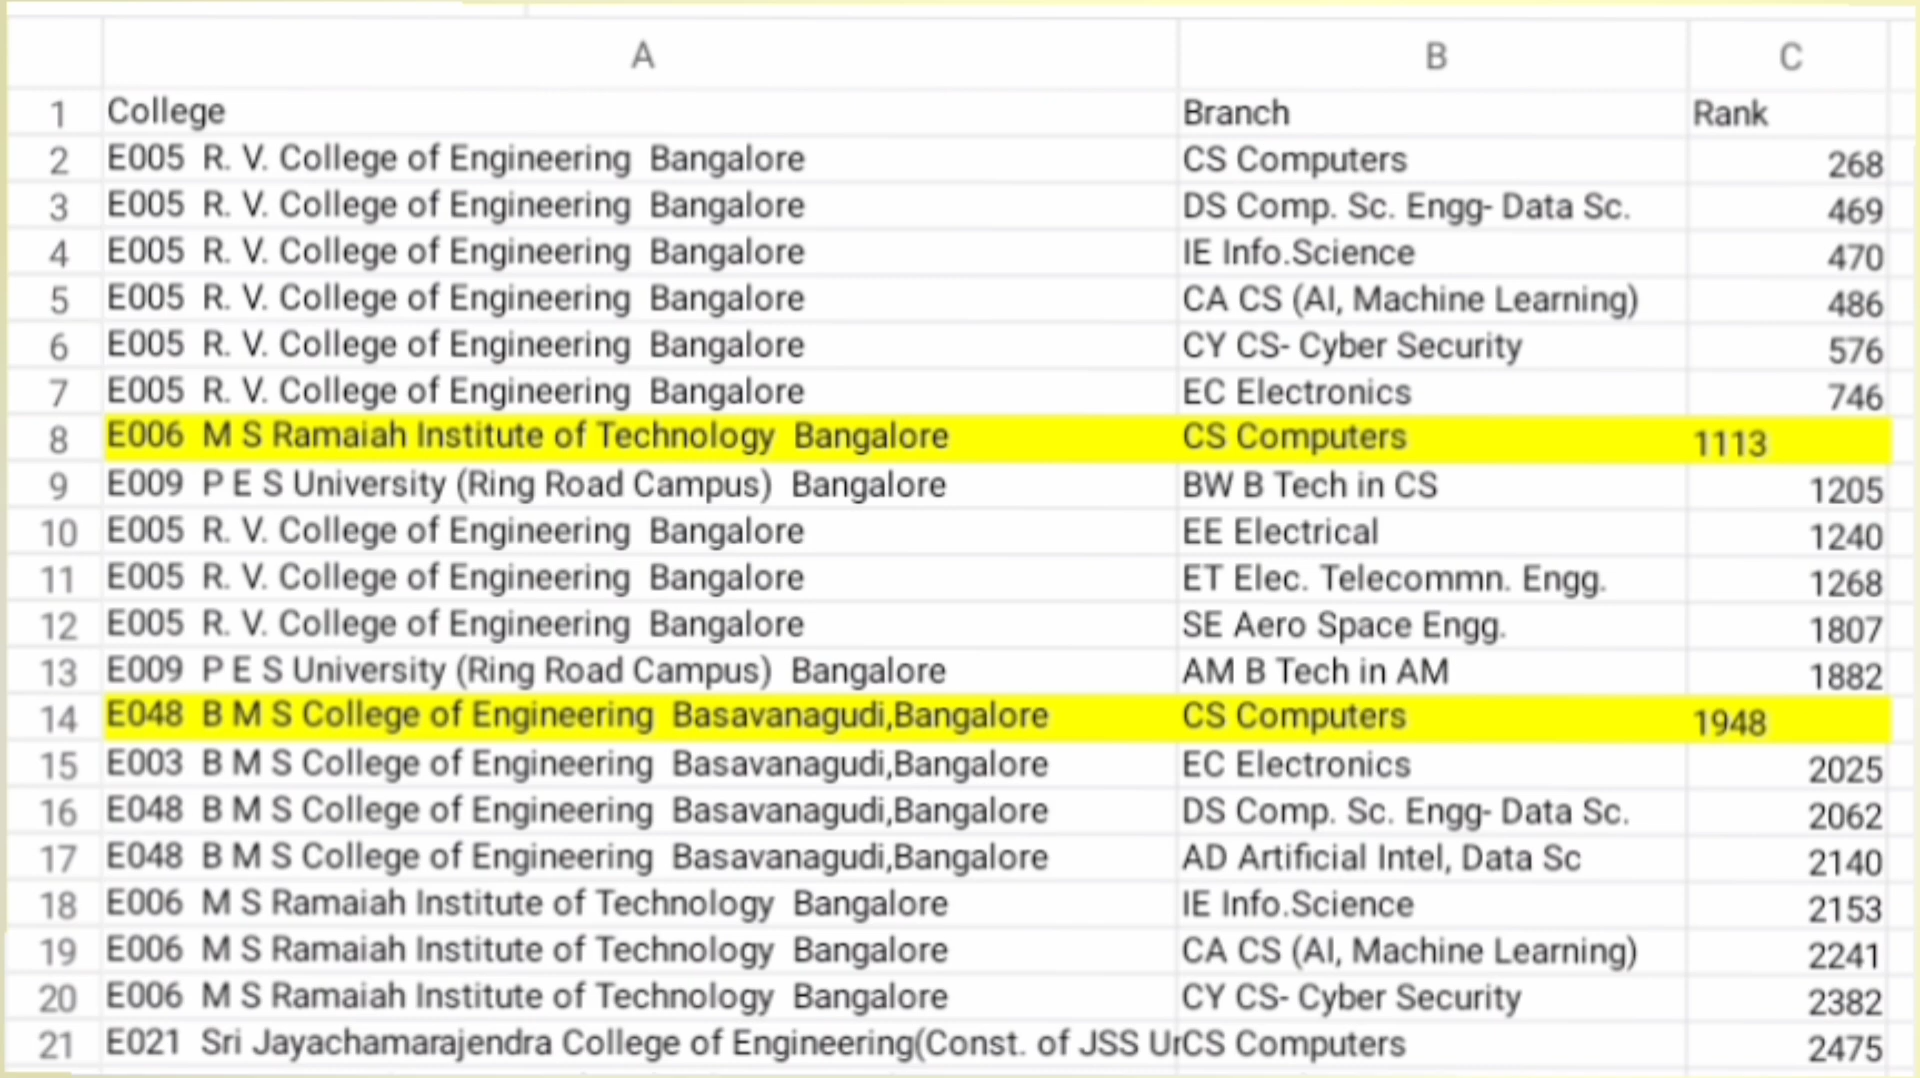 A B C
1 College Branch Rank
2 E005 R. V. College of Engineering Bangalore CS Computers 268
3 E005 R. V. College of Engineering Bangalore DS Comp. Sc. Engg- Data Sc. 469
4 E005 R. V. College of Engineering Bangalore IE Info.Science 470
5 E005 R. V. College of Engineering Bangalore CA CS (AI, Machine Learning) 486
6 E005 R. V. College of Engineering Bangalore CY CS- Cyber Security 576
7 E005 R. V. College of Engineering Bangalore EC Electronics 746
8 E006 M S Ramaiah Institute of Technology Bangalore CS Computers 1113
9 E009 P E S University (Ring Road Campus) Bangalore BW B Tech in CS 1205
10 E005 R. V. College of Engineering Bangalore EE Electrical 1240
11 E005 R. V. College of Engineering Bangalore ET Elec. Telecommn. Engg. 1268
12 E005 R. V. College of Engineering Bangalore SE Aero Space Engg. 1807
13 E009 P E S University (Ring Road Campus) Bangalore AM B Tech in AM 1882
14 E048 B M S College of Engineering Basavanagudi,Bangalore CS Computers 1948
15 E003 B M S College of Engineering Basavanagudi,Bangalore EC Electronics 2025
16 E048 B M S College of Engineering Basavanagudi,Bangalore DS Comp. Sc. Engg- Data Sc. 2062
17 E048 B M S College of Engineering Basavanagudi,Bangalore AD Artificial Intel, Data Sc 2140
18 E006 M S Ramaiah Institute of Technology Bangalore IE Info.Science 2153
19 E006 M S Ramaiah Institute of Technology Bangalore CA CS (AI, Machine Learning) 2241
20 E006 M S Ramaiah Institute of Technology Bangalore CY CS- Cyber Security 2382
21 E021 Sri Jayachamarajendra College of Engineering(Const. of JSS Ur CS Computers 2475